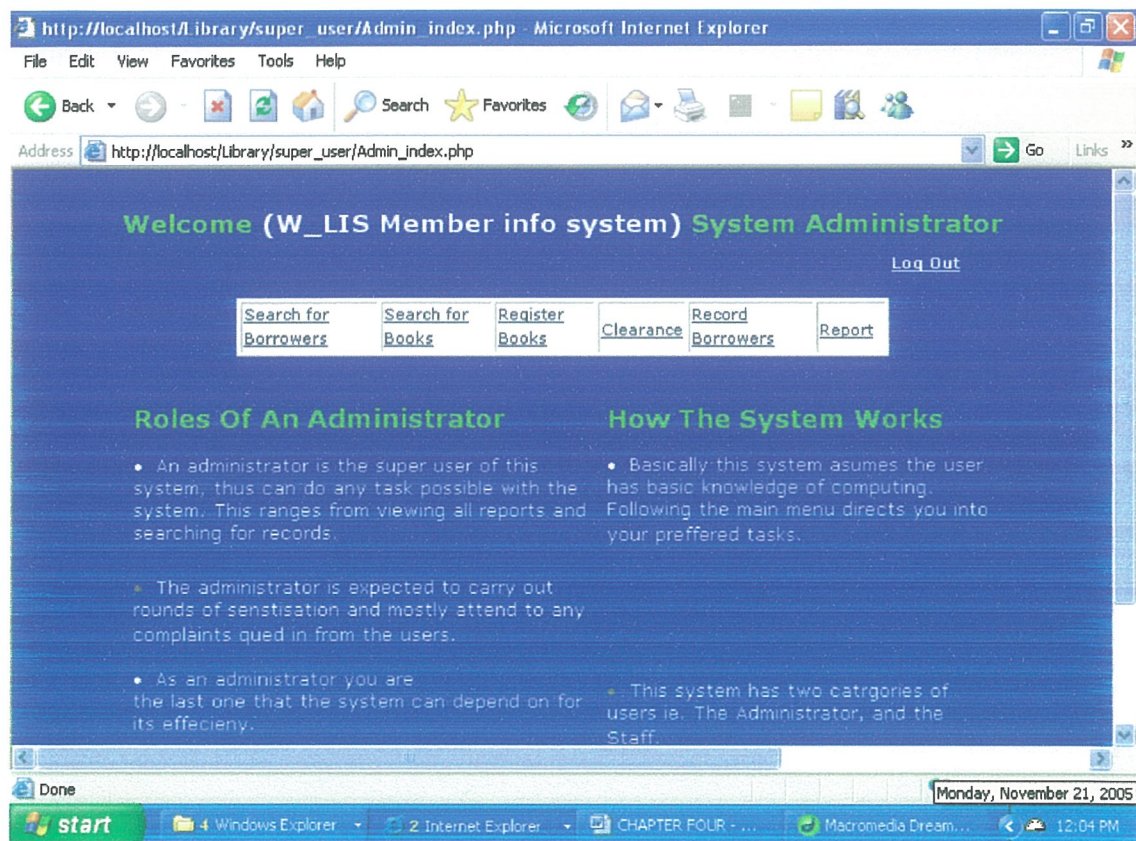 http://localhost/Library/super_user/Admin_index.php - Microsoft Internet Explorer
File Edit View Favorites Tools Help
Back Search Favorites
Address http://localhost/Library/super_user/Admin_index.php Go Links »
Welcome (W_LIS Member info system) System Administrator
Log Out
Search for Borrowers
Search for Books
Register Books
Clearance
Record Borrowers
Report
Roles Of An Administrator
• An administrator is the super user of this
system, thus can do any task possible with the
system. This ranges from viewing all reports and
searching for records.
• The administrator is expected to carry out
rounds of senstisation and mostly attend to any
complaints qued in from the users.
• As an administrator you are
the last one that the system can depend on for
its effecieny.
How The System Works
• Basically this system asumes the user
has basic knowledge of computing.
Following the main menu directs you into
your preffered tasks.
• This system has two catrgories of
users ie. The Administrator, and the
Staff.
Done
Monday, November 21, 2005
start 4 Windows Explorer 2 Internet Explorer CHAPTER FOUR - ... Macromedia Dream... 12:04 PM